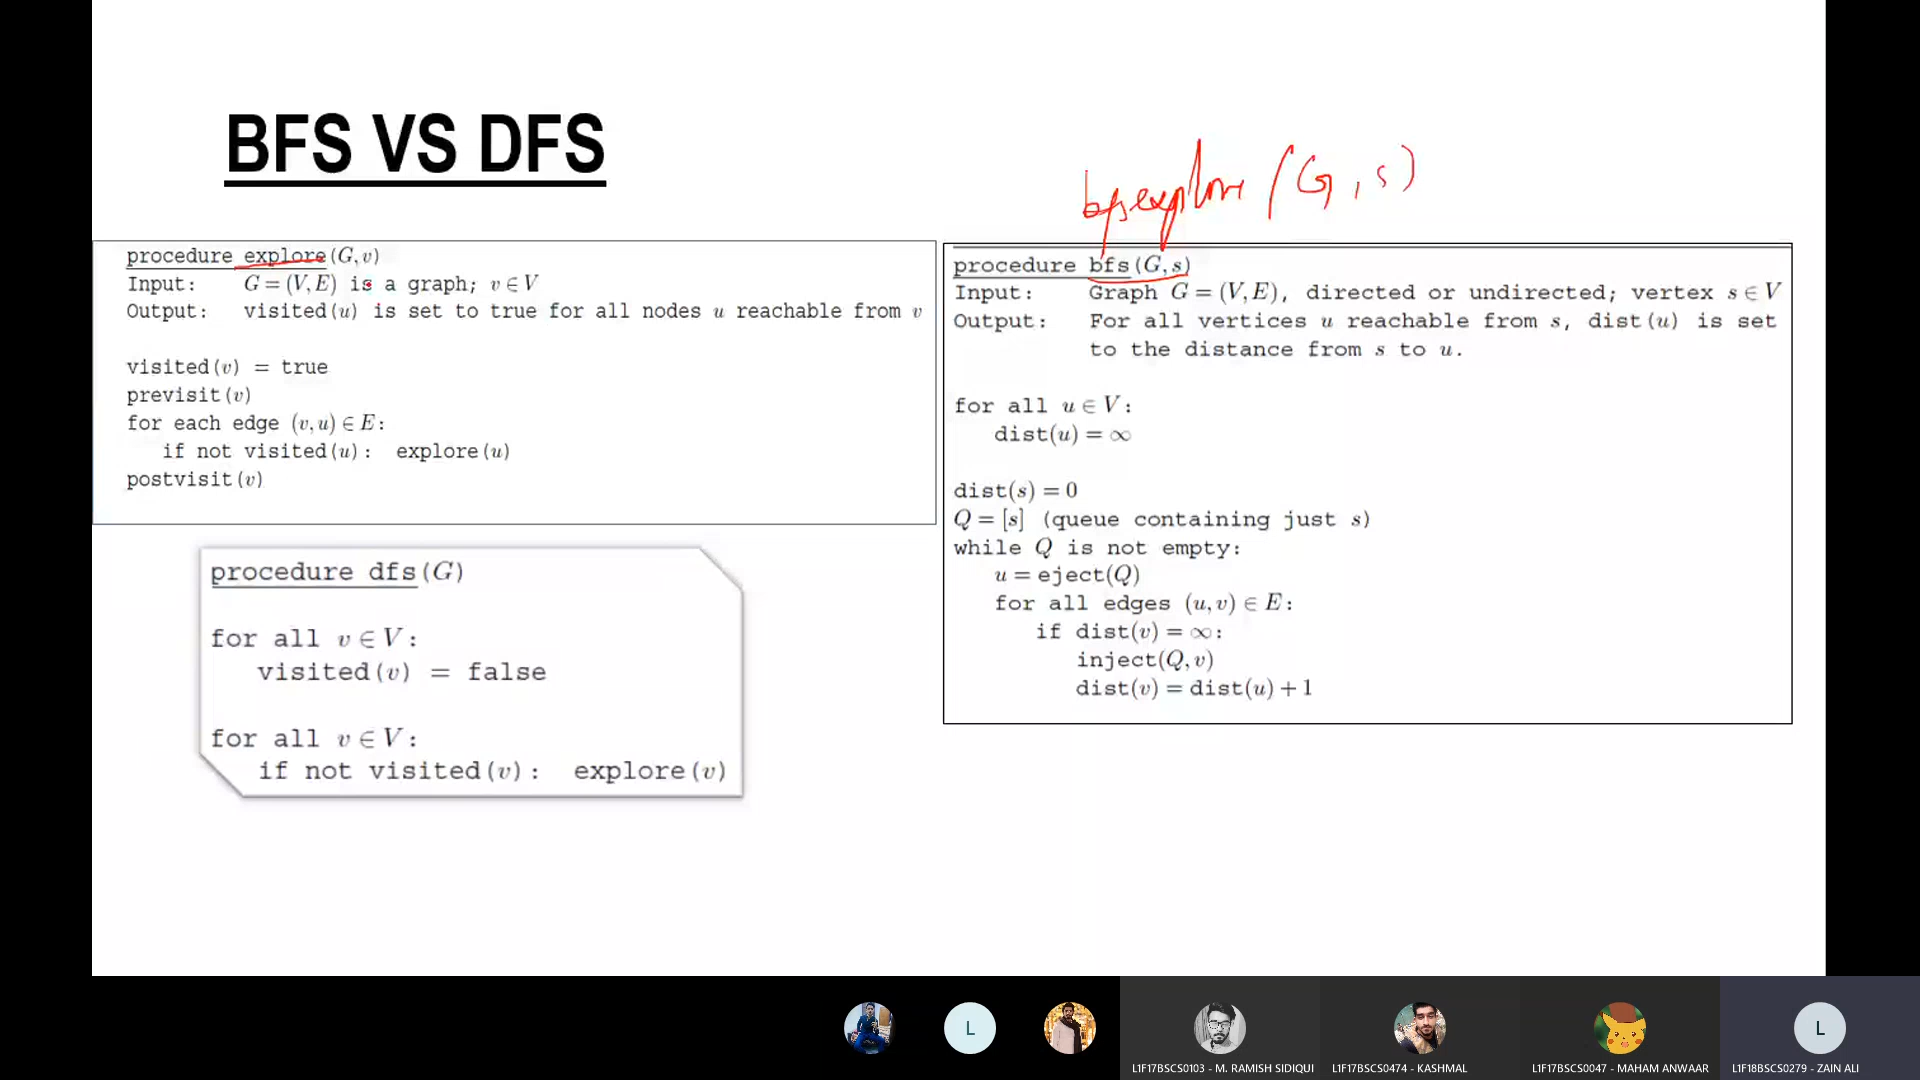 BFS VS DFS
bfsexplore (G, s)
procedure explore(G, v)
Input: G = (V, E) is a graph; v ∈ V
Output: visited(u) is set to true for all nodes u reachable from v
visited(v) = true
previsit(v)
for each edge (v, u) ∈ E:
if not visited(u): explore(u)
postvisit(v)
procedure dfs(G)
for all v ∈ V:
visited(v) = false
for all v ∈ V:
if not visited(v): explore(v)
procedure bfs(G, s)
Input: Graph G = (V, E), directed or undirected; vertex s ∈ V
Output: For all vertices u reachable from s, dist(u) is set
to the distance from s to u.
for all u ∈ V:
dist(u) = ∞
dist(s) = 0
Q = [s] (queue containing just s)
while Q is not empty:
u = eject(Q)
for all edges (u, v) ∈ E:
if dist(v) = ∞:
inject(Q, v)
dist(v) = dist(u) + 1
L
L
L1F17BSCS0103 - M. RAMISH SIDIQUI
L1F17BSCS0474 - KASHMAL
L1F17BSCS0047 - MAHAM ANWAAR
L1F18BSCS0279 - ZAIN ALI